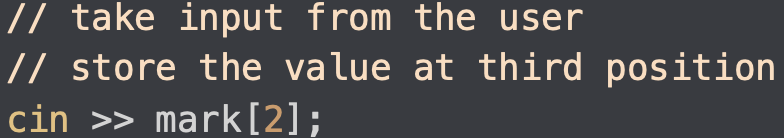 // take input from the user
// store the value at third position
cin >> mark[2];